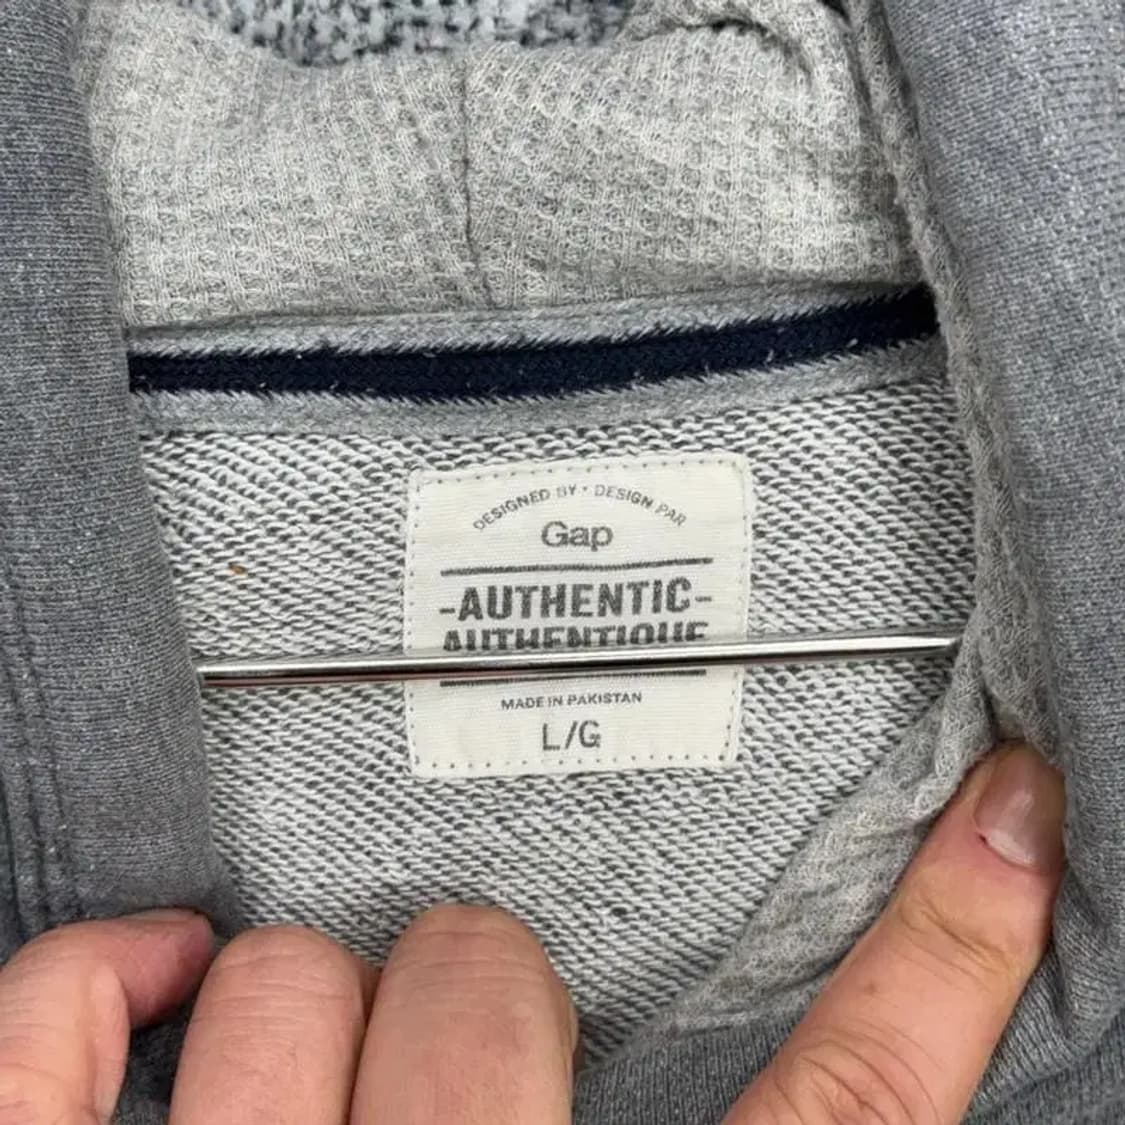 DESIGNED BY • DESIGN PAR
Gap
-AUTHENTIC-
AUTHENTIQUE
MADE IN PAKISTAN
L/G